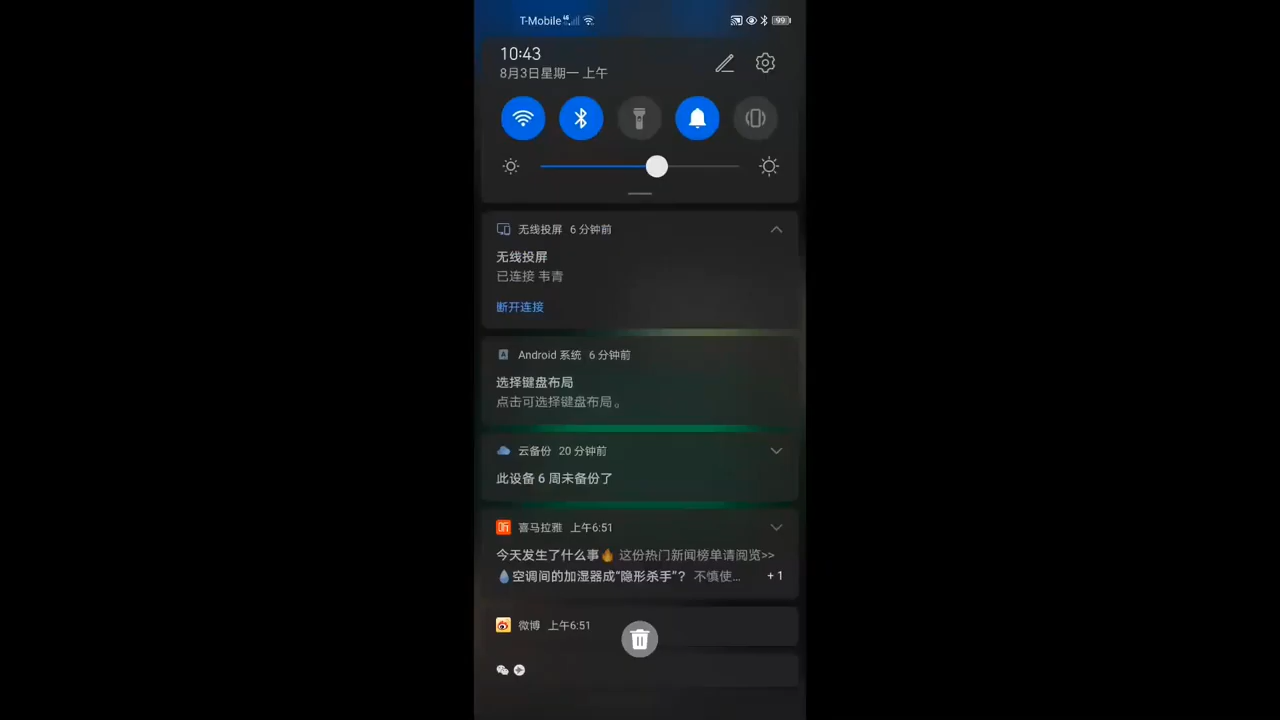 T-Mobile 4G 99
10:43
8月3日星期一 上午
无线投屏 6 分钟前
无线投屏
已连接 韦青
断开连接
Android 系统 6 分钟前
选择键盘布局
点击可选择键盘布局。
云备份 20 分钟前
此设备 6 周未备份了
听 喜马拉雅 上午6:51
今天发生了什么事🔥 这份热门新闻榜单请阅览>>
💧空调间的加湿器成“隐形杀手”? 不慎使... +1
微博 上午6:51